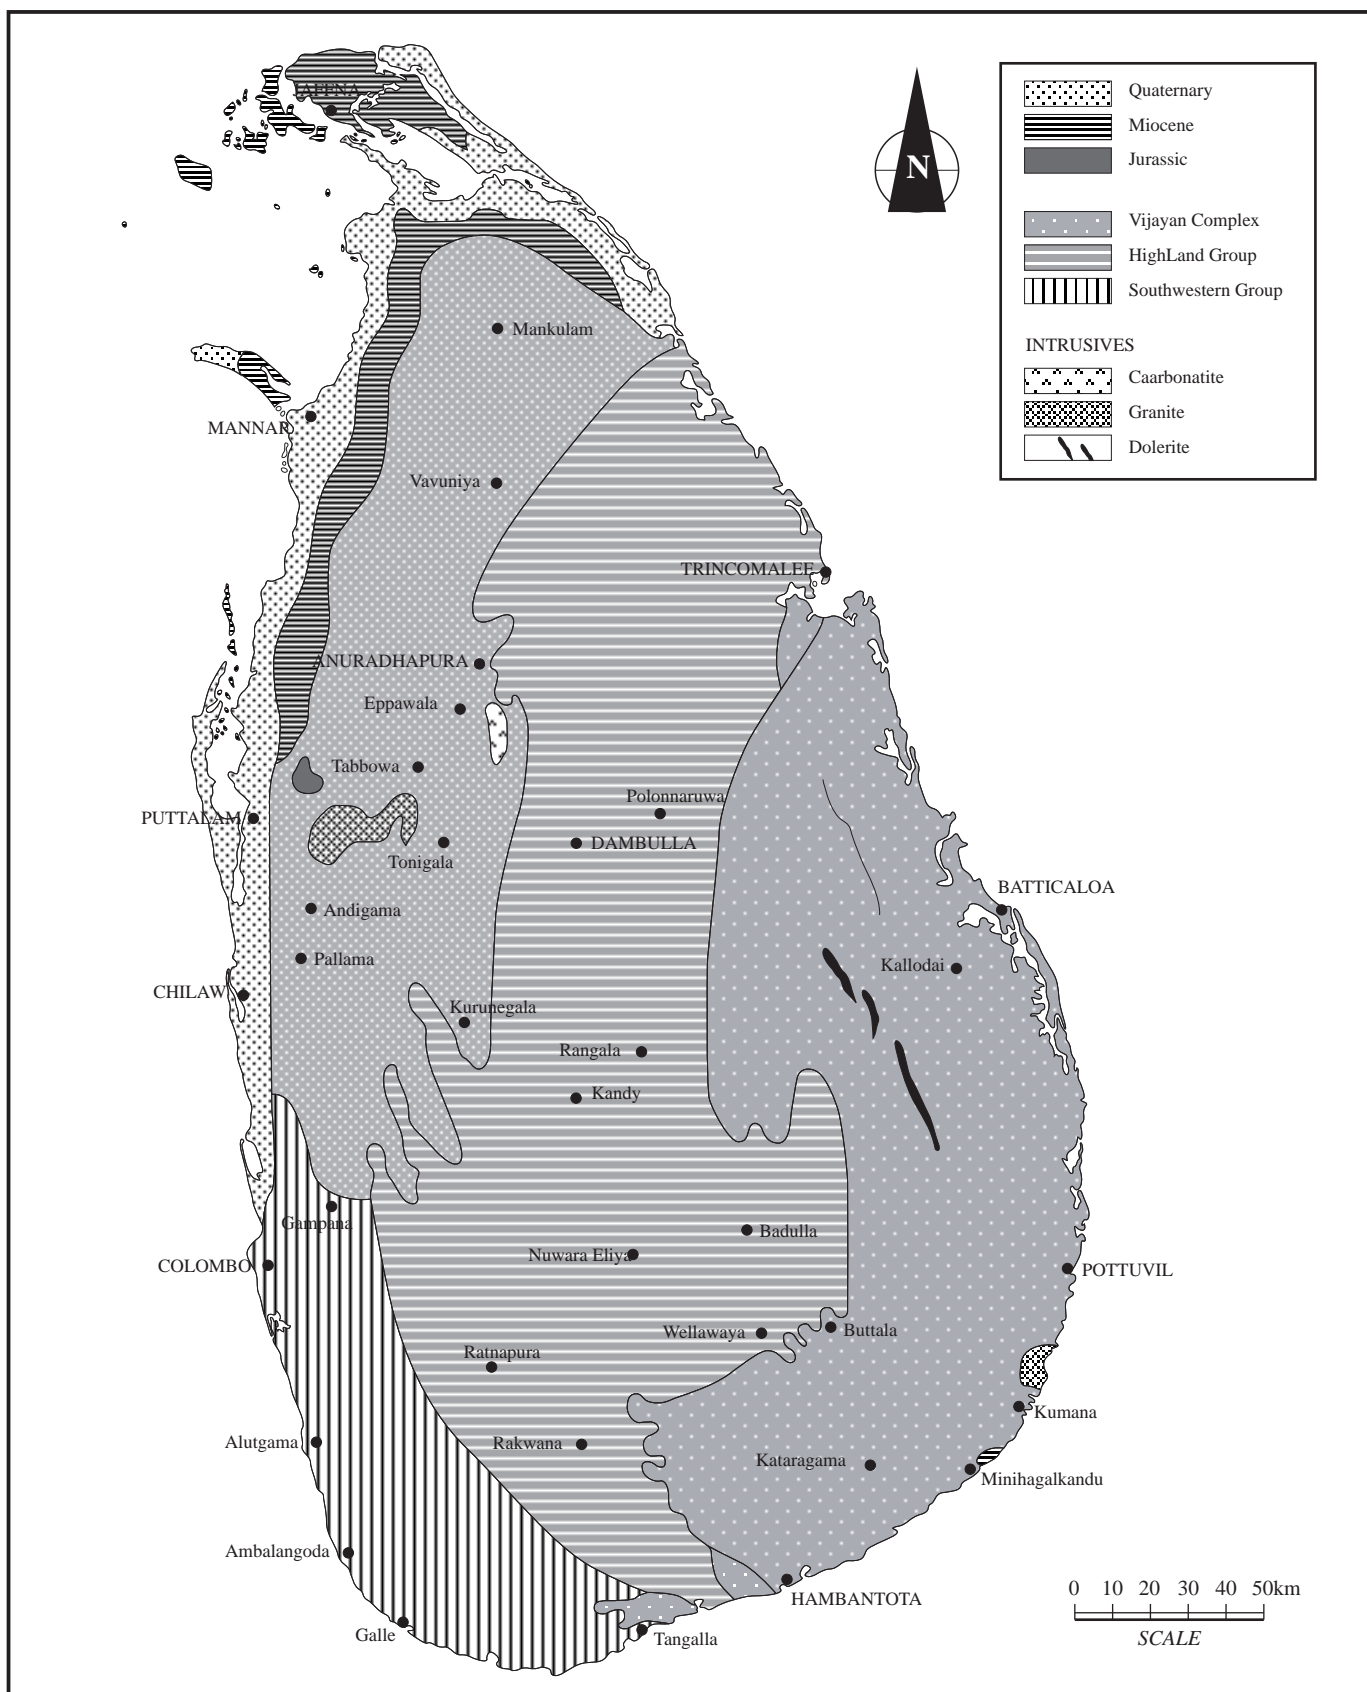 JAFFNA
N
Quaternary
Miocene
Jurassic
Vijayan Complex
HighLand Group
Southwestern Group
INTRUSIVES
Caarbonatite
Granite
Dolerite
Mankulam
MANNAR
Vavuniya
TRINCOMALEE
ANURADHAPURA
Eppawala
Tabbowa
Polonnaruwa
PUTTALAM
DAMBULLA
Tonigala
BATTICALOA
Andigama
Pallama
Kallodai
CHILAW
Kurunegala
Rangala
Kandy
Gampana
Badulla
Nuwara Eliya
COLOMBO
POTTUVIL
Wellawaya
Buttala
Ratnapura
Kumana
Alutgama
Rakwana
Kataragama
Minihagalkandu
Ambalangoda
HAMBANTOTA
0 10 20 30 40 50km
SCALE
Galle
Tangalla